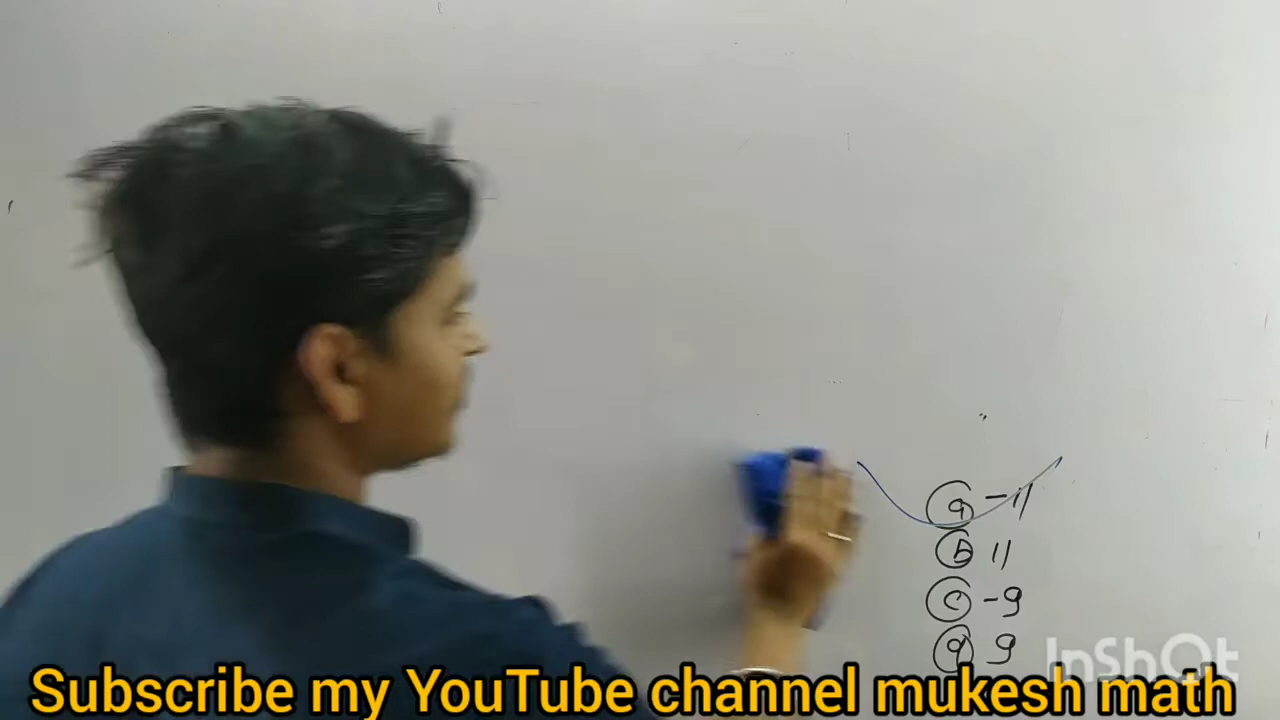 ⓐ -11
ⓑ 11
ⓒ -9
ⓓ 9
InShOt
Subscribe my YouTube channel mukesh math